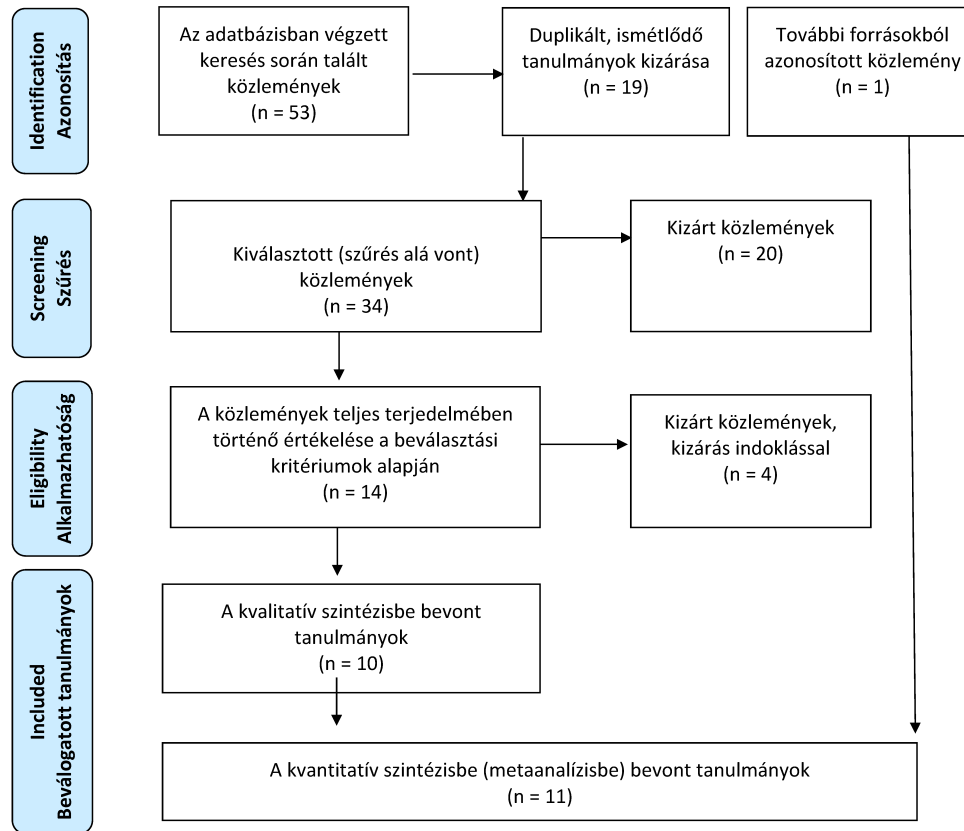 Identification
Azonosítás
Az adatbázisban végzett
keresés során talált
közlemények
(n = 53)
Duplikált, ismétlődő
tanulmányok kizárása
(n = 19)
További forrásokból
azonosított közlemény
(n = 1)
Screening
Szűrés
Kiválasztott (szűrés alá vont)
közlemények
(n = 34)
Kizárt közlemények
(n = 20)
Eligibility
Alkalmazhatóság
A közlemények teljes terjedelmében
történő értékelése a beválasztási
kritériumok alapján
(n = 14)
Kizárt közlemények,
kizárás indoklással
(n = 4)
Included
Beválogatott tanulmányok
A kvalitatív szintézisbe bevont
tanulmányok
(n = 10)
A kvantitatív szintézisbe (metaanalízisbe) bevont tanulmányok
(n = 11)